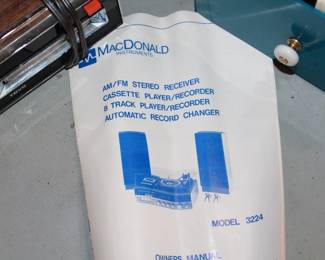 MACDONALD
INSTRUMENTS
AM/FM STEREO RECEIVER
CASSETTE PLAYER/RECORDER
8 TRACK PLAYER/RECORDER
AUTOMATIC RECORD CHANGER
MODEL 3224
OWNERS MANUAL